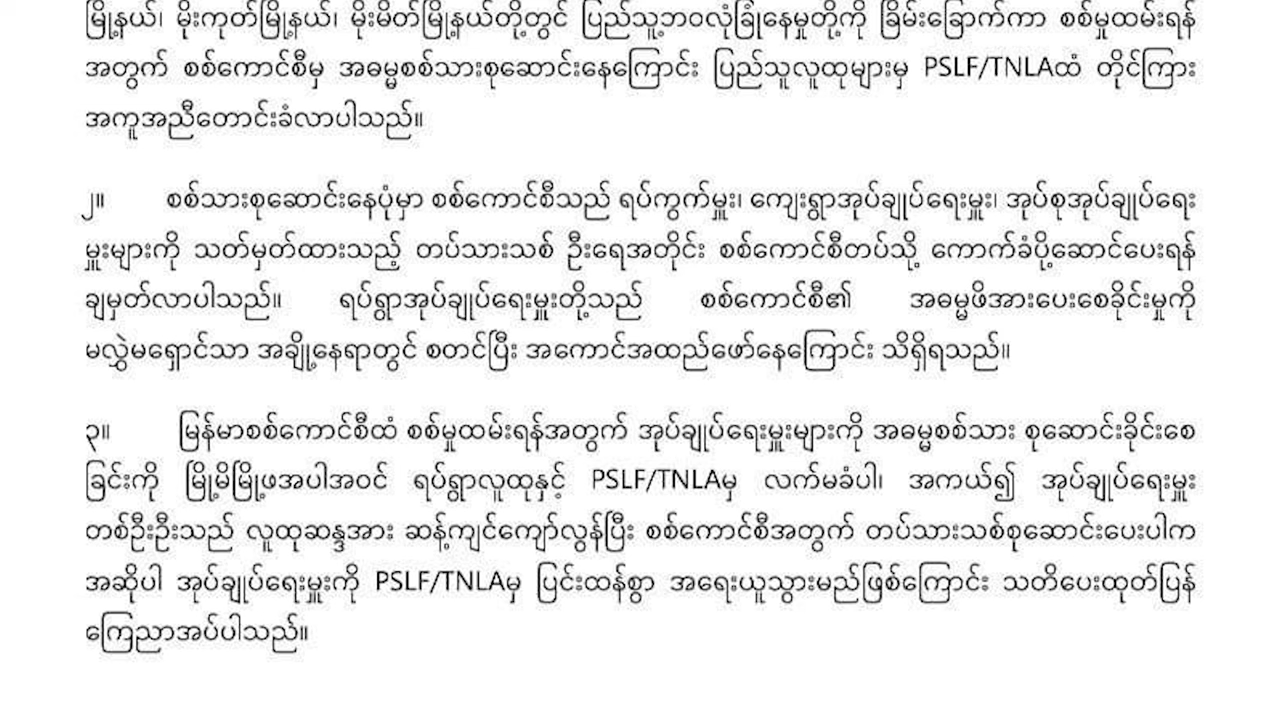 မြို့နယ်၊ မိုးကုတ်မြို့နယ်၊ မိုးမိတ်မြို့နယ်တို့တွင် ပြည်သူ့ဘဝလုံခြုံနေမှုတို့ကို ခြိမ်းခြောက်ကာ စစ်မှုထမ်းရန်
အတွက် စစ်ကောင်စီမှ အဓမ္မစစ်သားစုဆောင်းနေကြောင်း ပြည်သူလူထုများမှ PSLF/TNLAထံ တိုင်ကြား
အကူအညီတောင်းခံလာပါသည်။
၂။ စစ်သားစုဆောင်းနေပုံမှာ စစ်ကောင်စီသည် ရပ်ကွက်မှူး၊ ကျေးရွာအုပ်ချုပ်ရေးမှူး၊ အုပ်စုအုပ်ချုပ်ရေး
မှူးများကို သတ်မှတ်ထားသည့် တပ်သားသစ် ဦးရေအတိုင်း စစ်ကောင်စီတပ်သို့ ကောက်ခံပို့ဆောင်ပေးရန်
ချမှတ်လာပါသည်။ ရပ်ရွာအုပ်ချုပ်ရေးမှူးတို့သည် စစ်ကောင်စီ၏ အဓမ္မဖိအားပေးစေခိုင်းမှုကို
မလွှဲမရှောင်သာ အချို့နေရာတွင် စတင်ပြီး အကောင်အထည်ဖော်နေကြောင်း သိရှိရသည်။
၃။ မြန်မာစစ်ကောင်စီထံ စစ်မှုထမ်းရန်အတွက် အုပ်ချုပ်ရေးမှူးများကို အဓမ္မစစ်သား စုဆောင်းခိုင်းစေ
ခြင်းကို မြို့မိမြို့ဖအပါအဝင် ရပ်ရွာလူထုနှင့် PSLF/TNLAမှ လက်မခံပါ၊ အကယ်၍ အုပ်ချုပ်ရေးမှူး
တစ်ဦးဦးသည် လူထုဆန္ဒအား ဆန့်ကျင်ကျော်လွန်ပြီး စစ်ကောင်စီအတွက် တပ်သားသစ်စုဆောင်းပေးပါက
အဆိုပါ အုပ်ချုပ်ရေးမှူးကို PSLF/TNLAမှ ပြင်းထန်စွာ အရေးယူသွားမည်ဖြစ်ကြောင်း သတိပေးထုတ်ပြန်
ကြေညာအပ်ပါသည်။